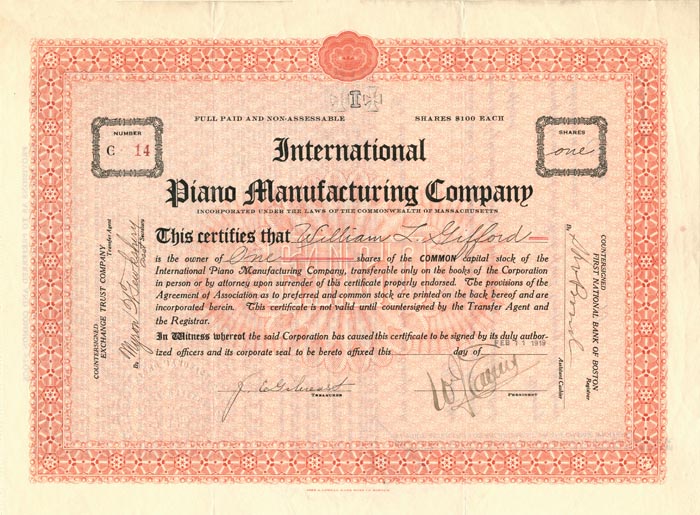 I
FULL PAID AND NON-ASSESSABLE SHARES $100 EACH
NUMBER
C 14
SHARES
one
International
Piano Manufacturing Company
INCORPORATED UNDER THE LAWS OF THE COMMONWEALTH OF MASSACHUSETTS
This certifies that William L. Gifford
is the owner of One shares of the COMMON capital stock of the
International Piano Manufacturing Company, transferable only on the books of the Corporation
in person or by attorney upon surrender of this certificate properly endorsed. The provisions of the
Agreement of Association as to preferred and common stock are printed on the back hereof and are
incorporated herein. This certificate is not valid until countersigned by the Transfer Agent and
the Registrar.
In Witness whereof the said Corporation has caused this certificate to be signed by its duly author-
ized officers and its corporate seal to be hereto affixed this day of FEB 11 1919
TREASURER
PRESIDENT
COUNTERSIGNED.
EXCHANGE TRUST COMPANY
Transfer Agent
By
COUNTERSIGNED
FIRST NATIONAL BANK OF BOSTON
Registrar
By
Assistant Cashier